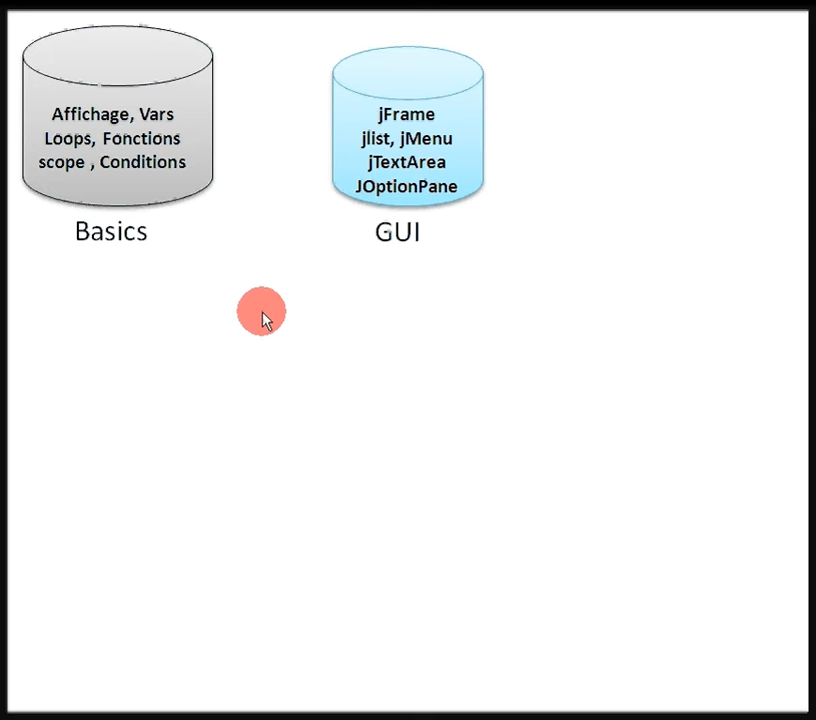 Affichage, Vars
Loops, Fonctions
scope , Conditions
Basics
jFrame
jlist, jMenu
jTextArea
JOptionPane
GUI